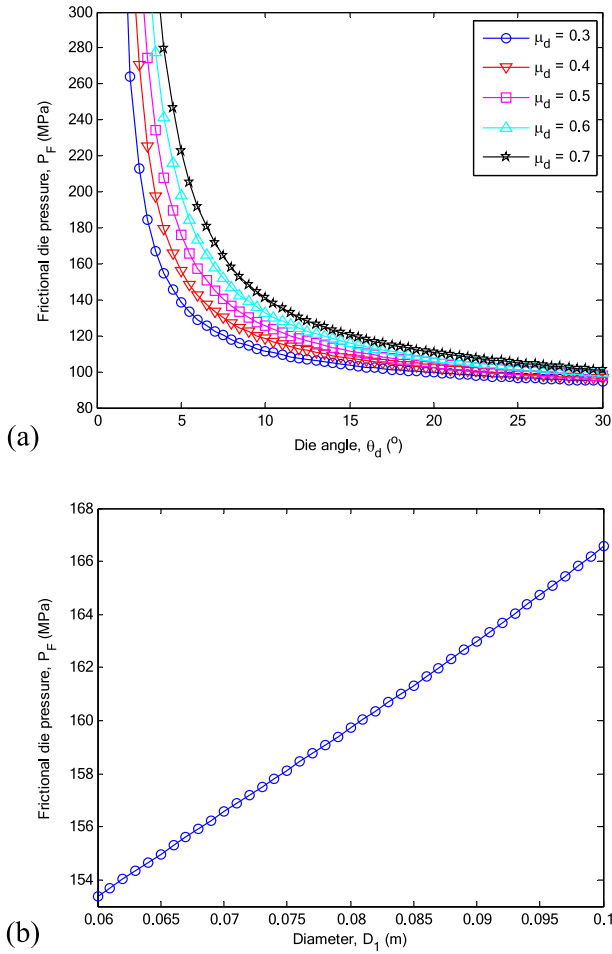 300
280
260
240
220
200
180
160
140
120
100
80
Frictional die pressure, P_F (MPa)
μ_d = 0.3
μ_d = 0.4
μ_d = 0.5
μ_d = 0.6
μ_d = 0.7
0 5 10 15 20 25 30
Die angle, θ_d (°)
(a)
168
166
164
162
160
158
156
154
Frictional die pressure, P_F (MPa)
0.06 0.065 0.07 0.075 0.08 0.085 0.09 0.095 0.1
Diameter, D_1 (m)
(b)